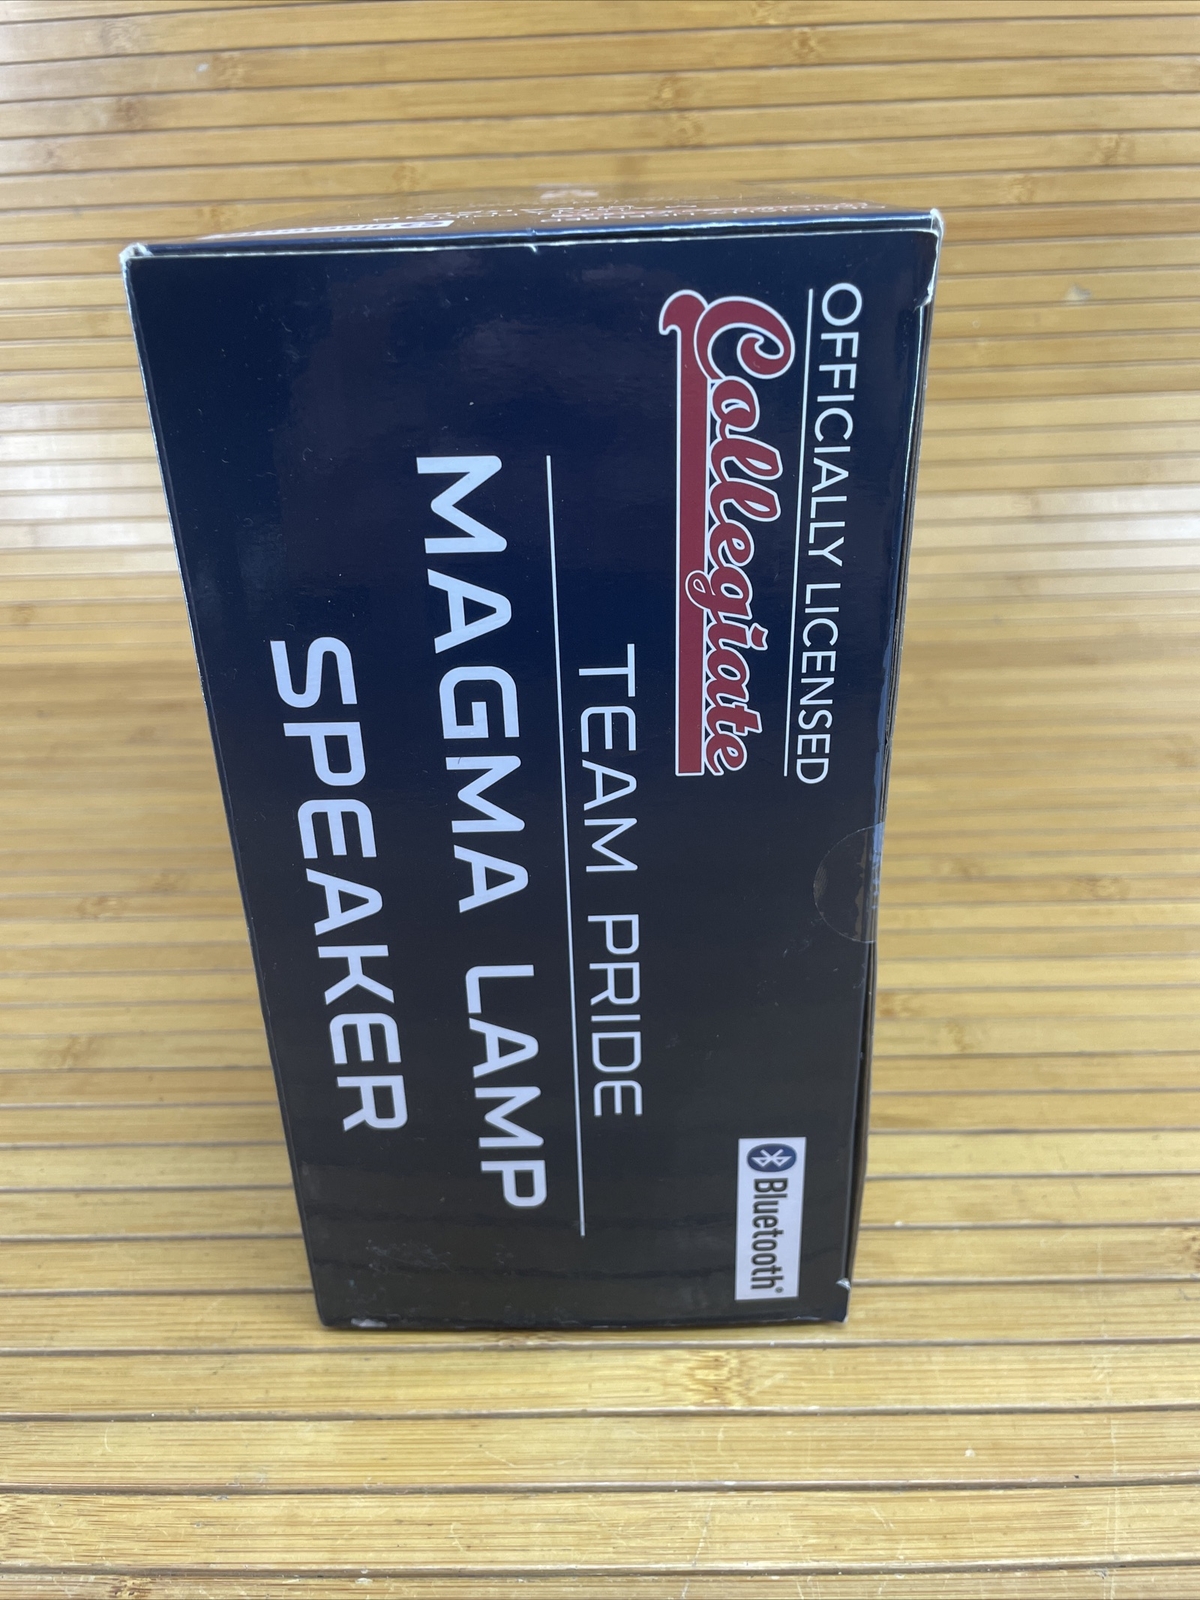 OFFICIALLY LICENSED
Collegiate
Bluetooth®
TEAM PRIDE
MAGMA LAMP
SPEAKER